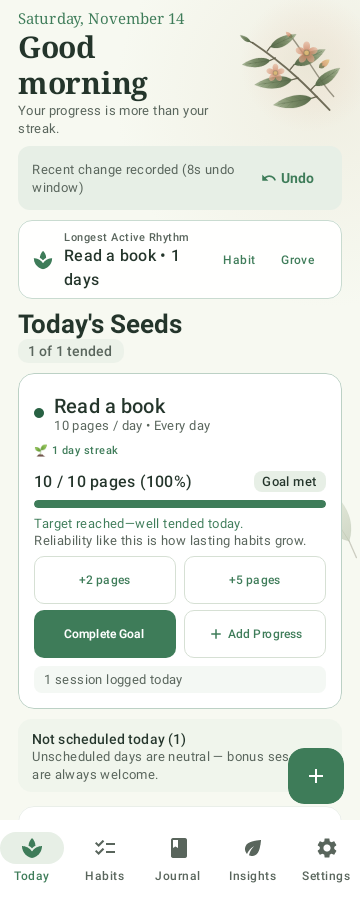 Saturday, November 14
Good
morning
Your progress is more than your
streak.
Recent change recorded (8s undo
window)
Undo
Longest Active Rhythm
Read a book • 1
days
Habit
Grove
Today's Seeds
1 of 1 tended
Read a book
10 pages / day • Every day
1 day streak
10 / 10 pages (100%)
Goal met
Target reached—well tended today.
Reliability like this is how lasting habits grow.
+2 pages
+5 pages
Complete Goal
Add Progress
1 session logged today
Not scheduled today (1)
Unscheduled days are neutral — bonus
are always welcome.
Today
Habits
Journal
Insights
Settings